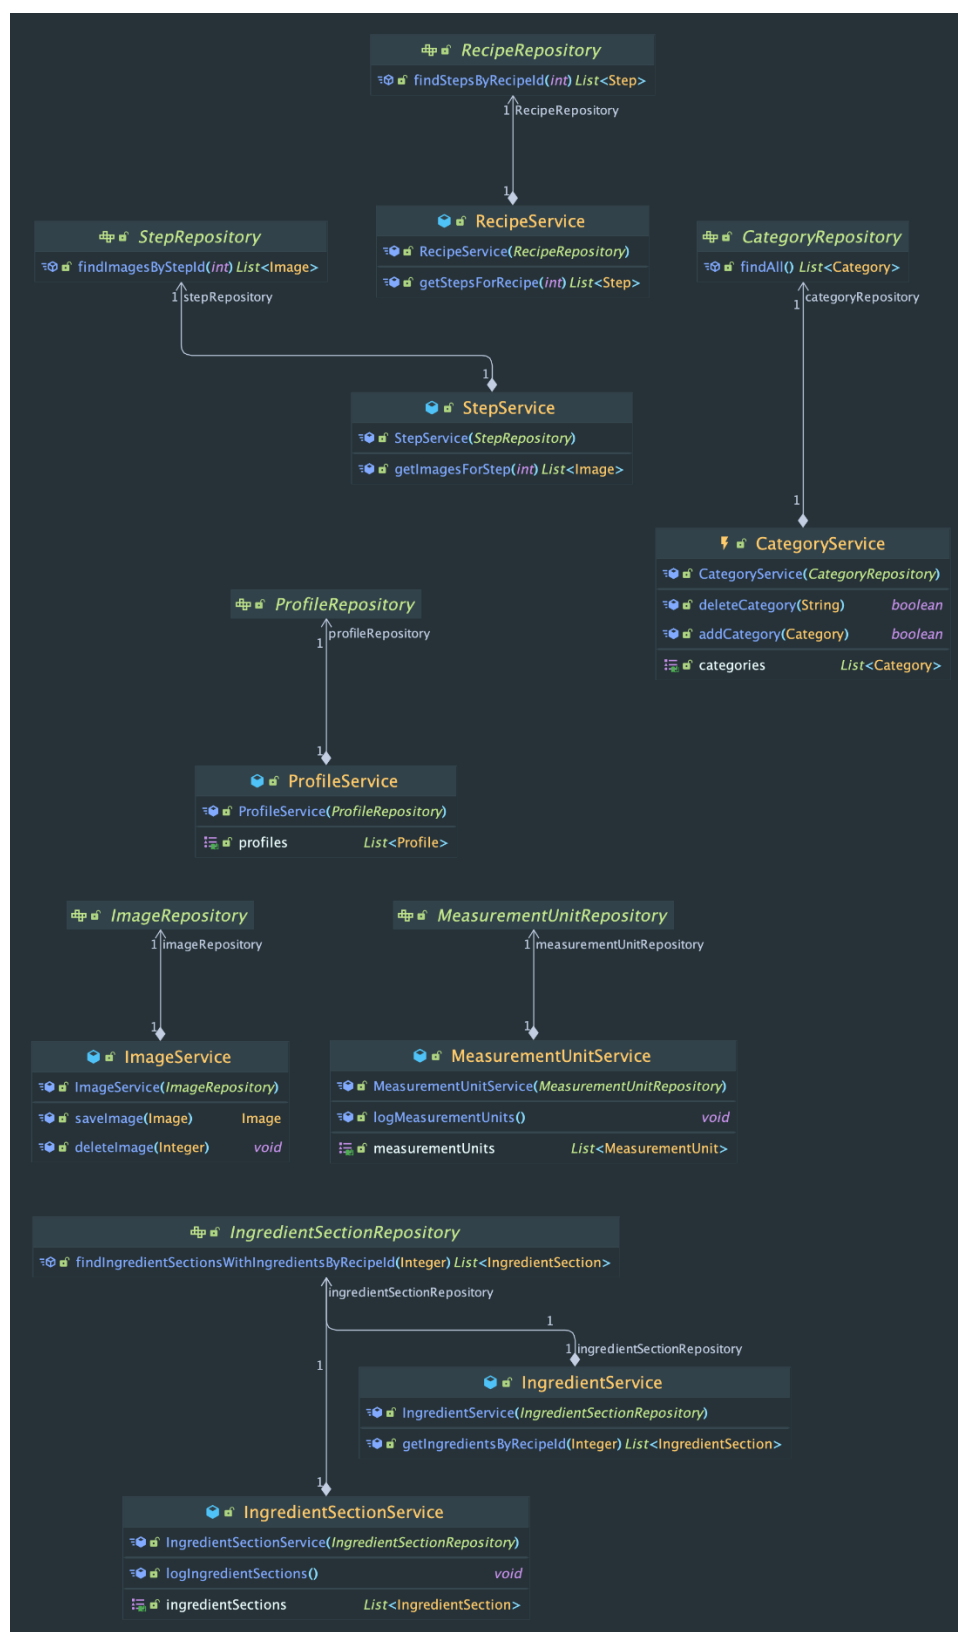 RecipeRepository
findStepsByRecipeId(int) List<Step>
1 RecipeRepository
1
RecipeService
RecipeService(RecipeRepository)
getStepsForRecipe(int) List<Step>
StepRepository
findImagesByStepId(int) List<Image>
1 stepRepository
1
StepService
StepService(StepRepository)
getImagesForStep(int) List<Image>
CategoryRepository
findAll() List<Category>
1 categoryRepository
1
CategoryService
CategoryService(CategoryRepository)
deleteCategory(String) boolean
addCategory(Category) boolean
categories List<Category>
ProfileRepository
1 profileRepository
1
ProfileService
ProfileService(ProfileRepository)
profiles List<Profile>
ImageRepository
1 imageRepository
1
ImageService
ImageService(ImageRepository)
saveImage(Image) Image
deleteImage(Integer) void
MeasurementUnitRepository
1 measurementUnitRepository
1
MeasurementUnitService
MeasurementUnitService(MeasurementUnitRepository)
logMeasurementUnits() void
measurementUnits List<MeasurementUnit>
IngredientSectionRepository
findIngredientSectionsWithIngredientsByRecipeId(Integer) List<IngredientSection>
ingredientSectionRepository
1
1 ingredientSectionRepository
1
IngredientService
IngredientService(IngredientSectionRepository)
getIngredientsByRecipeId(Integer) List<IngredientSection>
1
IngredientSectionService
IngredientSectionService(IngredientSectionRepository)
logIngredientSections() void
ingredientSections List<IngredientSection>